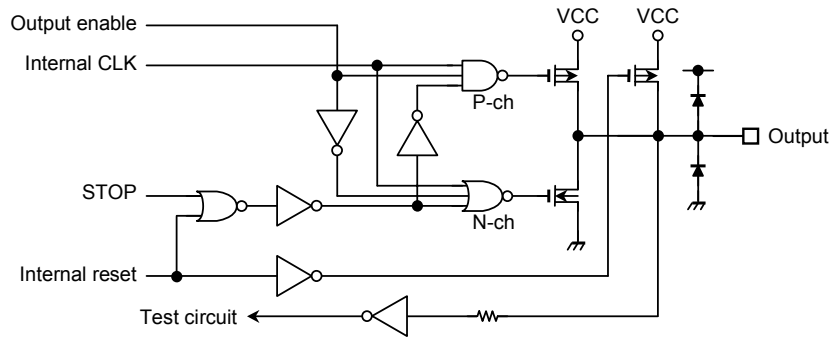 Output enable
VCC
VCC
Internal CLK
P-ch
Output
STOP
N-ch
Internal reset
Test circuit